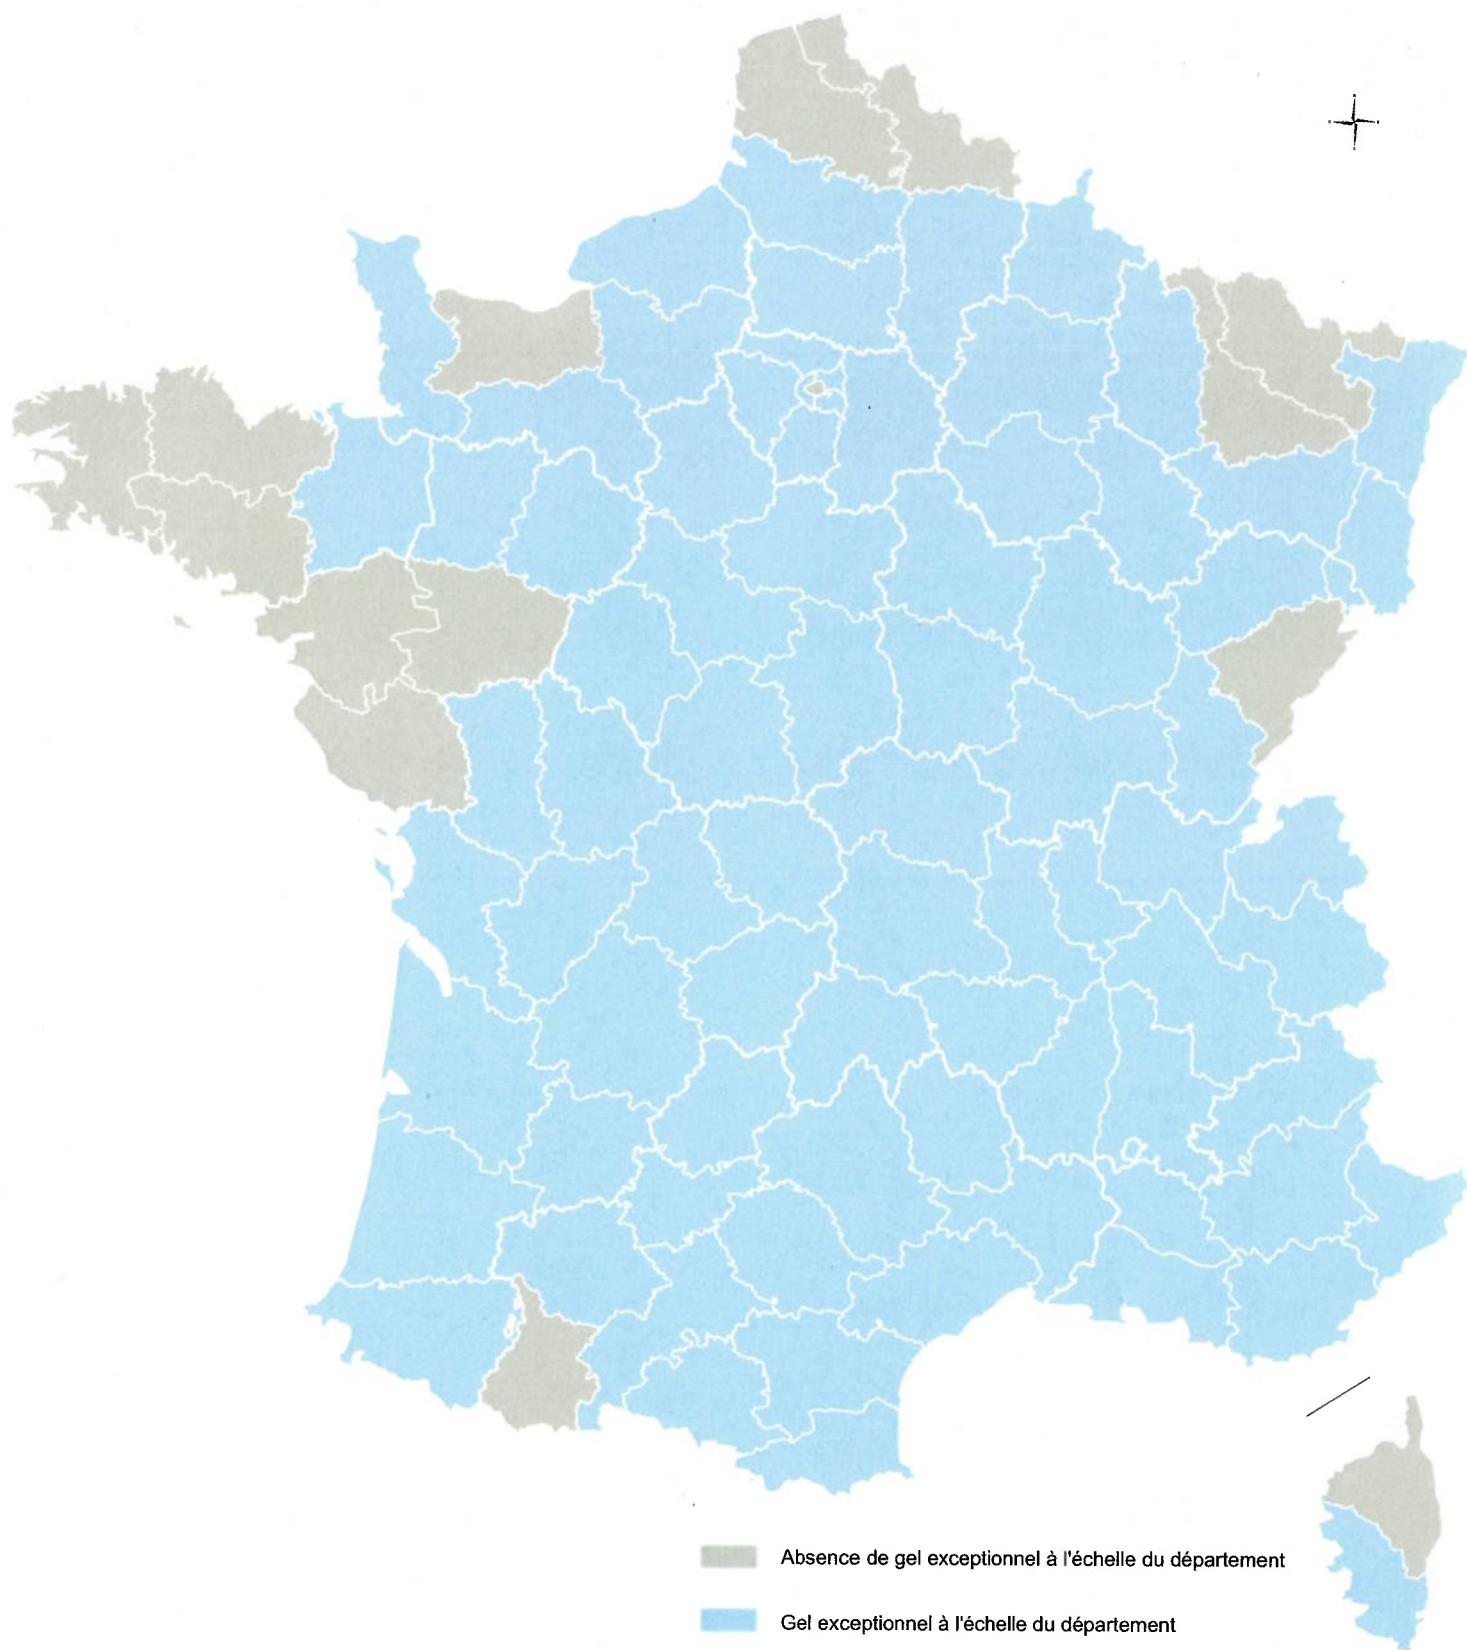 Absence de gel exceptionnel à l'échelle du département
Gel exceptionnel à l'échelle du département